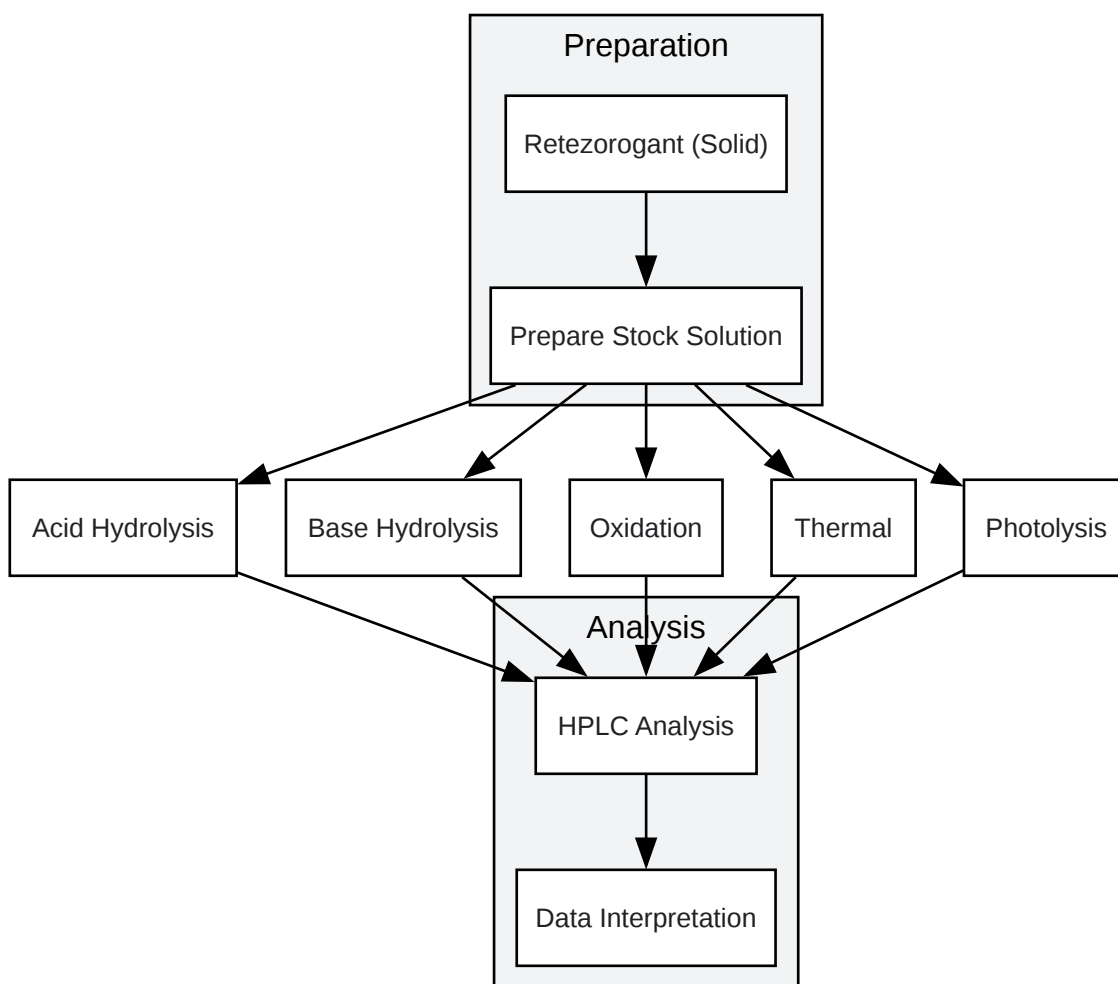 Preparation
Retezorogant (Solid)
Prepare Stock Solution
Acid Hydrolysis
Base Hydrolysis
Oxidation
Thermal
Photolysis
Analysis
HPLC Analysis
Data Interpretation